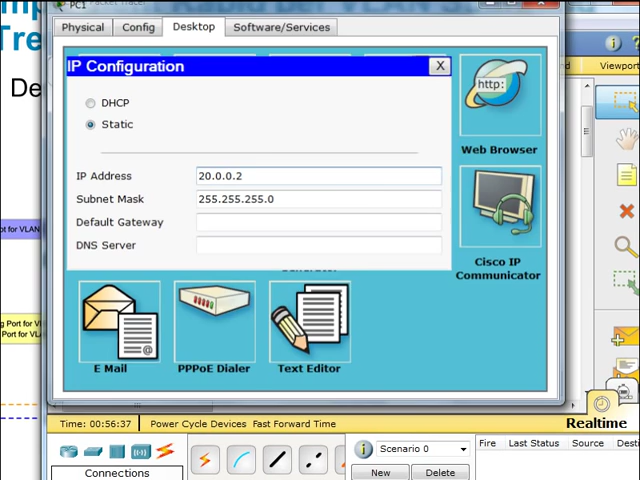 PC1
Physical
Config
Desktop
Software/Services
IP Configuration
X
DHCP
Static
IP Address
20.0.0.2
Subnet Mask
255.255.255.0
Default Gateway
DNS Server
http:
Web Browser
Cisco IP
Communicator
E Mail
PPPoE Dialer
Text Editor
Viewport
Tre
De
Time: 00:56:37
Power Cycle Devices
Fast Forward Time
Realtime
Scenario 0
Fire
Last Status
Source
Connections
New
Delete